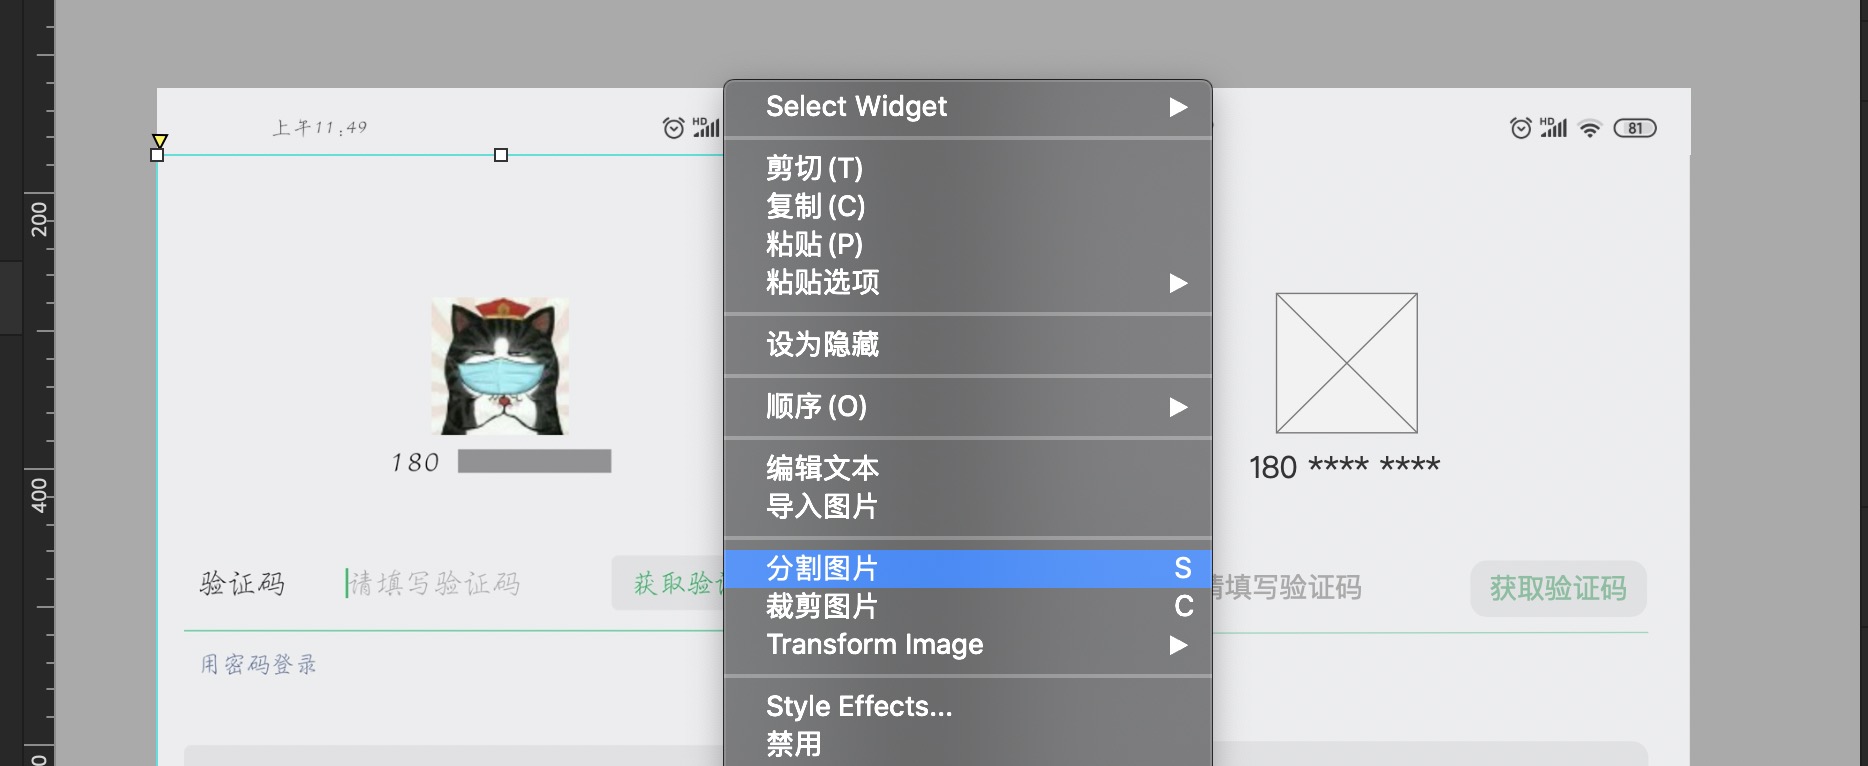 上午11:49
HD
Select Widget
HD
81
剪切(T)
复制(C)
粘贴(P)
粘贴选项
设为隐藏
顺序(O)
编辑文本
导入图片
分割图片 S
裁剪图片 C
Transform Image
Style Effects...
禁用
200
400
180
180 **** ****
验证码
请填写验证码
获取验
填写验证码
获取验证码
用密码登录